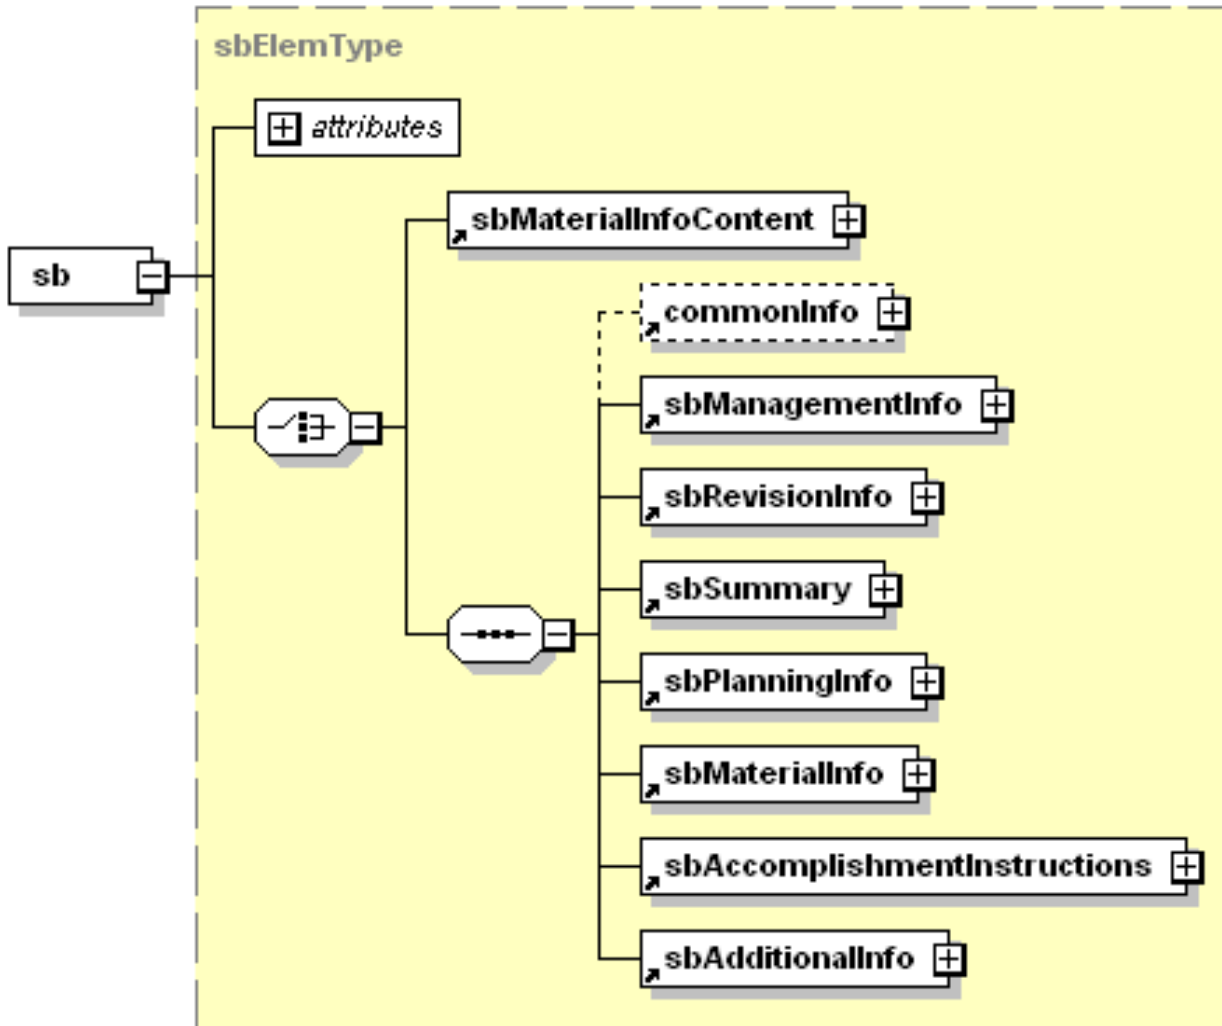 sbElemType
attributes
sbMaterialInfoContent
sb
commonInfo
sbManagementInfo
sbRevisionInfo
sbSummary
sbPlanningInfo
sbMaterialInfo
sbAccomplishmentInstructions
sbAdditionalInfo